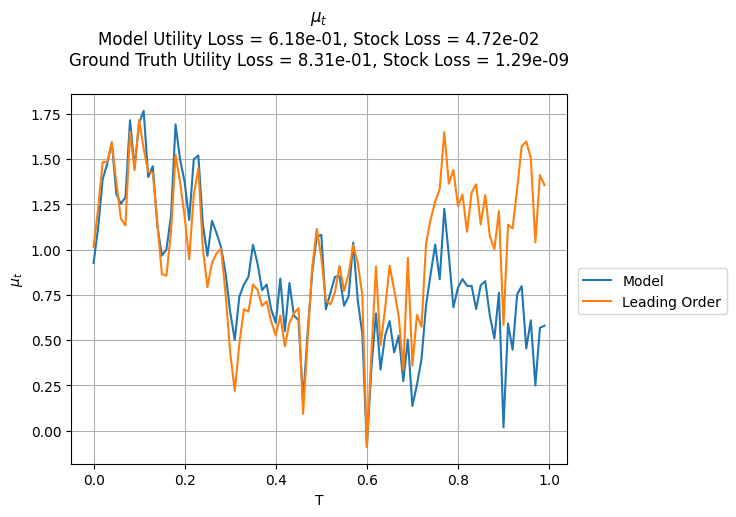 μt
Model Utility Loss = 6.18e-01, Stock Loss = 4.72e-02
Ground Truth Utility Loss = 8.31e-01, Stock Loss = 1.29e-09
1.75
1.50
1.25
1.00
0.75
0.50
0.25
0.00
μt
0.0 0.2 0.4 0.6 0.8 1.0
T
Model
Leading Order